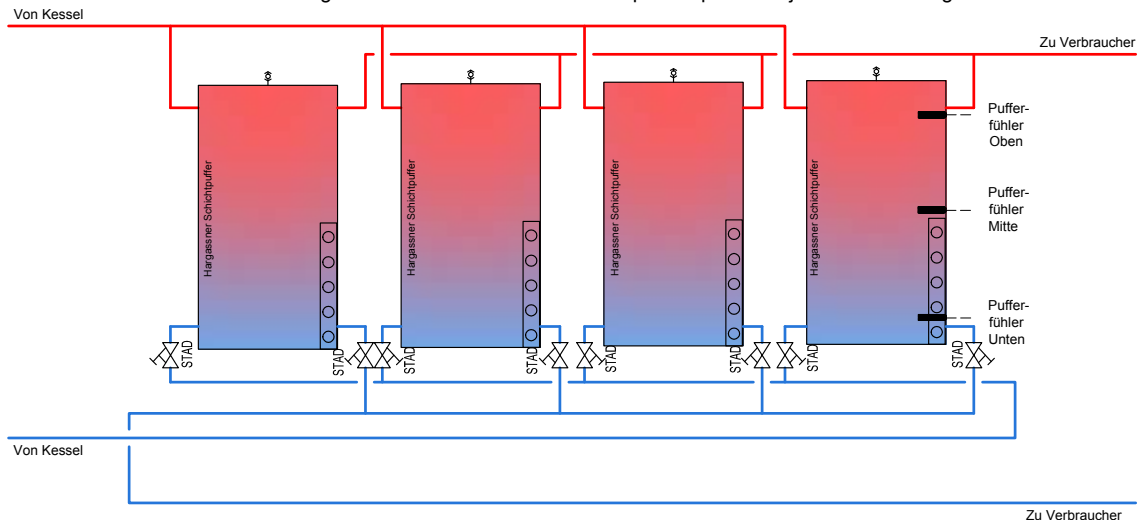 Von Kessel
Zu Verbraucher
Hargassner Schichtpuffer
Hargassner Schichtpuffer
Hargassner Schichtpuffer
Hargassner Schichtpuffer
Puffer-
fühler
Oben
Puffer-
fühler
Mitte
Puffer-
fühler
Unten
STAD
STAD
STAD
STAD
STAD
STAD
STAD
STAD
Von Kessel
Zu Verbraucher